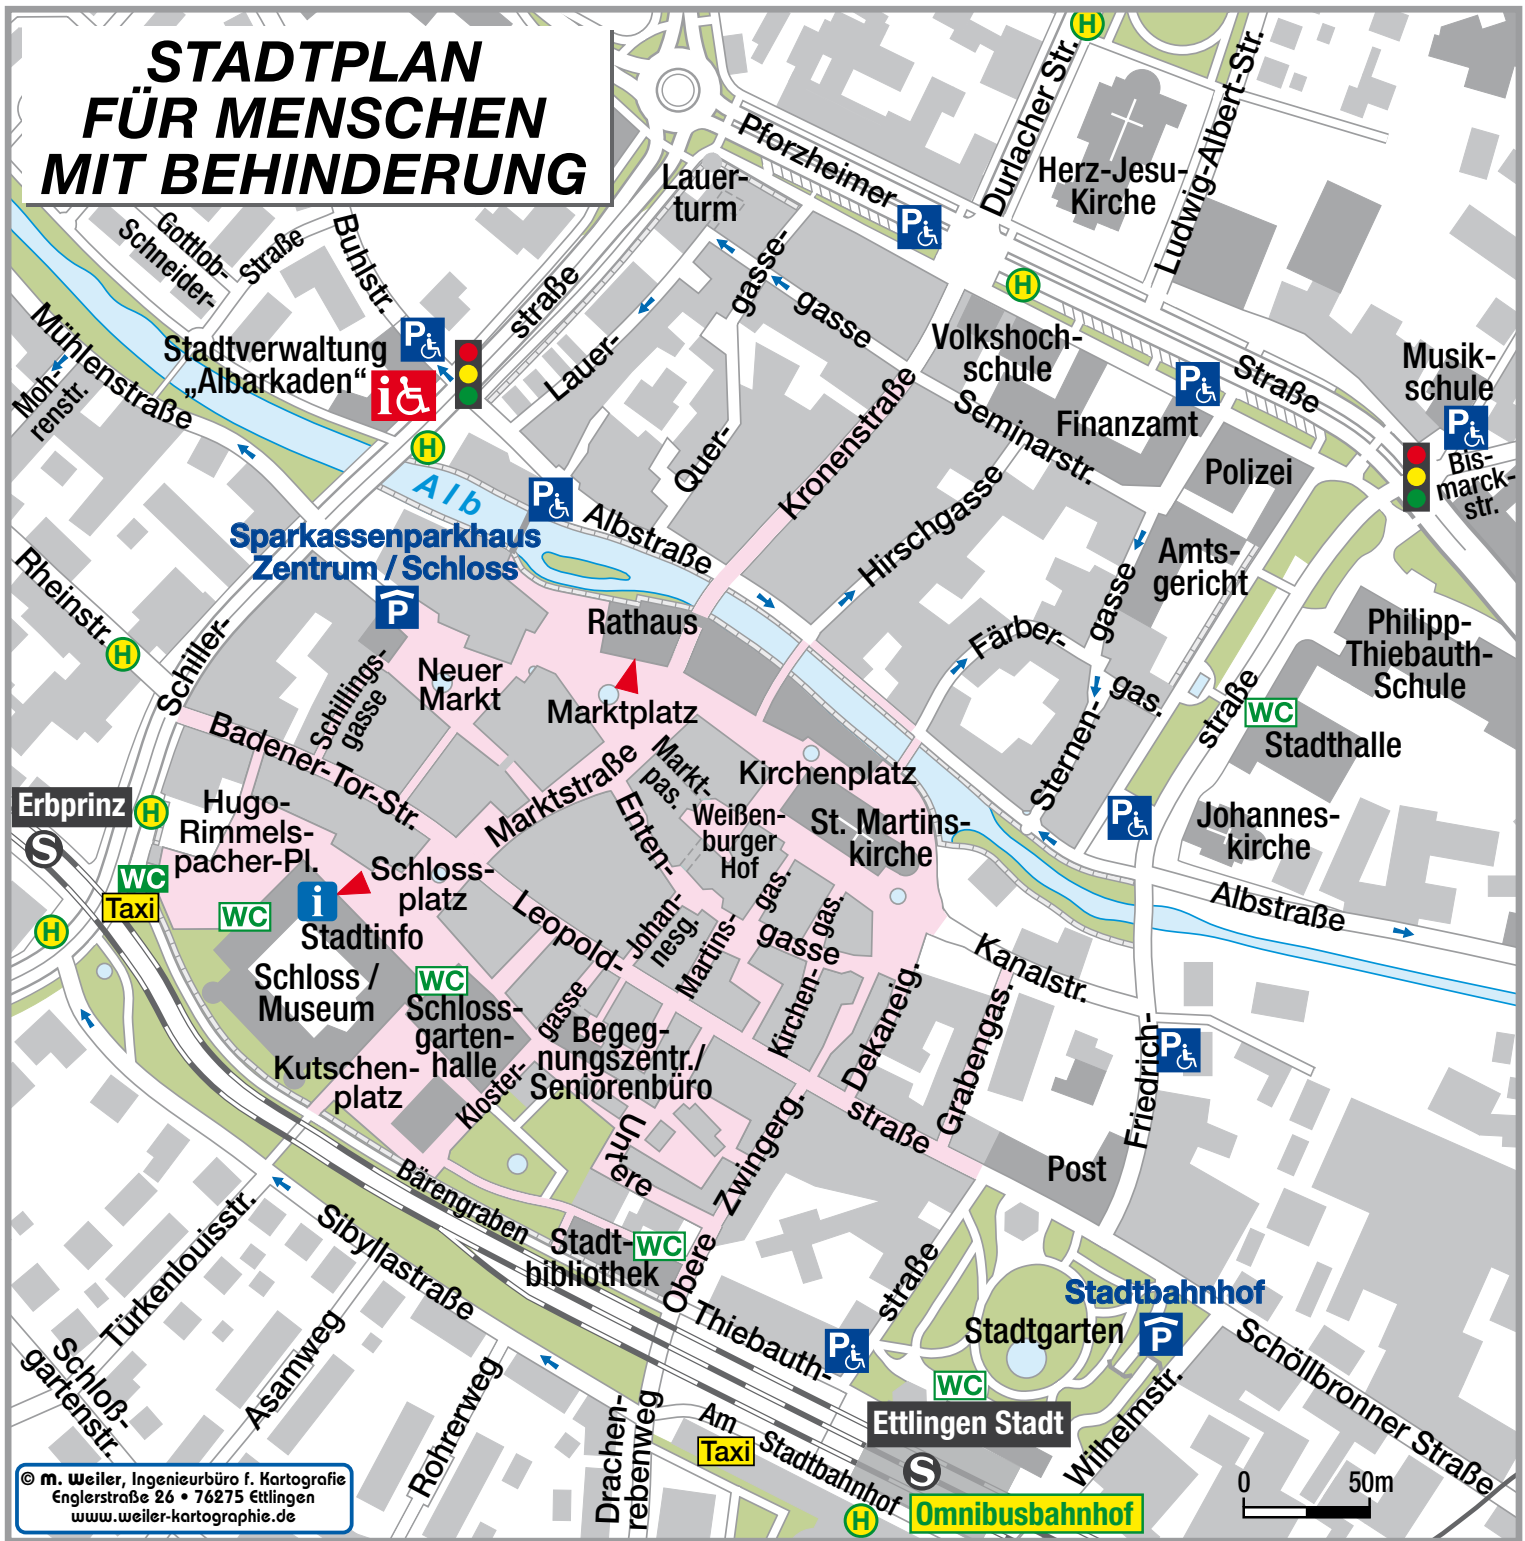 STADTPLAN
FÜR MENSCHEN
MIT BEHINDERUNG
H
Pforzheimer
Durlacher Str.
Herz-Jesu-
Kirche
Ludwig-Albert-Str.
Lauer-
turm
P
Gottlob-
Schneider-
Straße
Buhlstr.
straße
gasse-
gasse
H
Mühlenstraße
Moh-
renstr.
Stadtverwaltung
„Albarkaden“
P
i
H
Lauer-
Quer-
Kronenstraße
Volkshoch-
schule
Seminarstr.
Finanzamt
P
Straße
Musik-
schule
P
Bis-
marck-
str.
Polizei
Alb
P
Albstraße
Hirschgasse
Amts-
gericht
Sparkassenparkhaus
Zentrum / Schloss
P
Rheinstr.
H
Schiller-
Rathaus
Färber-
gasse
gas.
Philipp-
Thiebauth-
Schule
Neuer
Markt
Schillings-
gasse
Marktplatz
Sternen-
straße
WC
Stadthalle
Badener-Tor-Str.
Marktstraße
Markt-
pas.
Kirchenplatz
Erbprinz
H
S
Hugo-
Rimmels-
pacher-Pl.
Enten-
Weißen-
burger
Hof
St. Martins-
kirche
P
Johannes-
kirche
WC
Taxi
H
WC
i
Stadtinfo
Schloss-
platz
Leopold-
Johan-
nesg.
Martins-
gas.
gasse
gas.
Kirchen-
Albstraße
Kanalstr.
Schloss /
Museum
WC
Schloss-
garten-
halle
gasse
Kloster-
Begeg-
nungszentr./
Seniorenbüro
Dekaneig.
Grabengas.
Friedrich-
P
Kutschen-
platz
straße
Unt
ere
Zwingerg.
Post
Bärengraben
Stadt-
bibliothek
WC
Obere
Türkenlouisstr.
Sibyllastraße
Thiebauth-
straße
P
Stadtbahnhof
Stadtgarten
P
WC
Ettlingen Stadt
S
Schöllbronner Straße
Wilhelmstr.
Schloß-
gartenstr.
Asamweg
Rohrerweg
Drachen-
rebenweg
Am
Stadtbahnhof
Taxi
H
Omnibusbahnhof
0 50m
© M. Weiler, Ingenieurbüro f. Kartografie
Englerstraße 26 • 76275 Ettlingen
www.weiler-kartographie.de